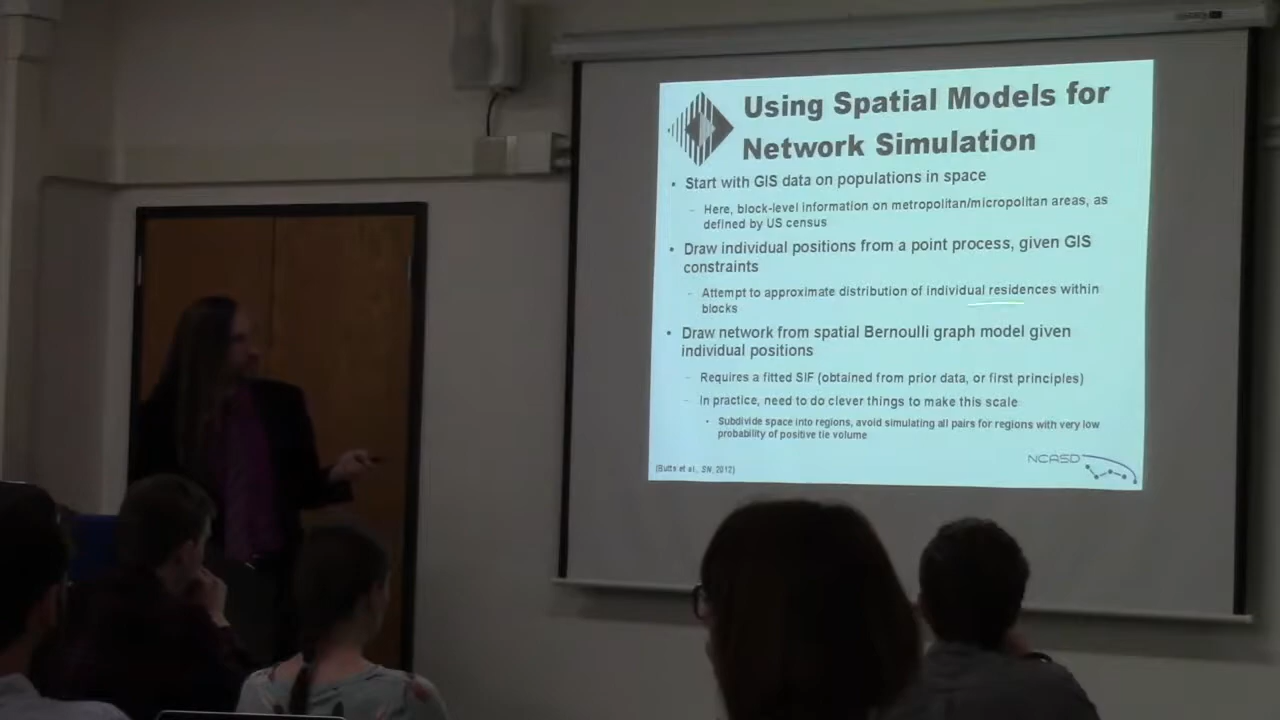 Using Spatial Models for
Network Simulation
• Start with GIS data on populations in space
– Here, block-level information on metropolitan/micropolitan areas, as
defined by US census
• Draw individual positions from a point process, given GIS
constraints
– Attempt to approximate distribution of individual residences within
blocks
• Draw network from spatial Bernoulli graph model given
individual positions
– Requires a fitted SIF (obtained from prior data, or first principles)
– In practice, need to do clever things to make this scale
• Subdivide space into regions, avoid simulating all pairs for regions with very low
probability of positive tie volume
(Butts et al., SN, 2012)
NCASD